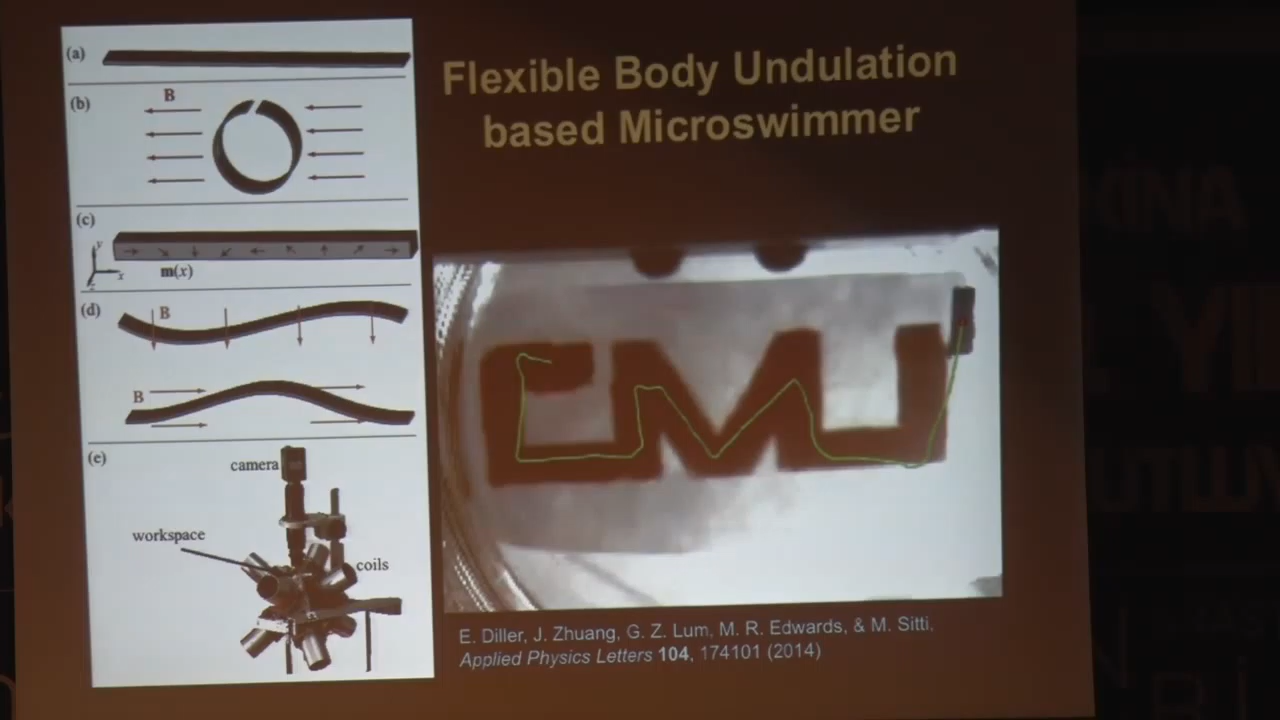 Flexible Body Undulation
based Microswimmer
(a)
(b)
B
(c)
y
x
z
m(x)
(d)
B
B
(e)
camera
workspace
coils
CMU
E. Diller, J. Zhuang, G. Z. Lum, M. R. Edwards, & M. Sitti,
Applied Physics Letters 104, 174101 (2014)